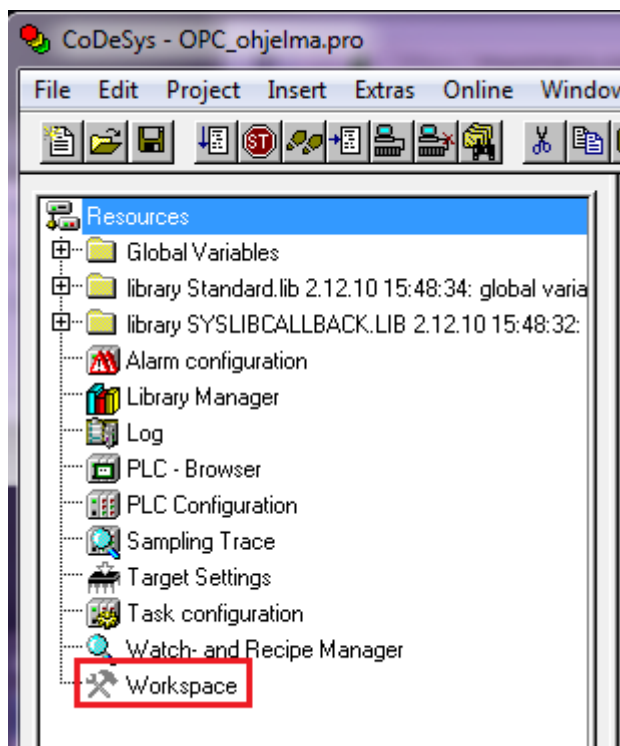 CoDeSys - OPC_ohjelma.pro
File Edit Project Insert Extras Online Window
ST
Resources
Global Variables
library Standard.lib 2.12.10 15:48:34: global varia
library SYSLIBCALLBACK.LIB 2.12.10 15:48:32:
Alarm configuration
Library Manager
Log
PLC - Browser
PLC Configuration
Sampling Trace
Target Settings
Task configuration
Watch- and Recipe Manager
Workspace